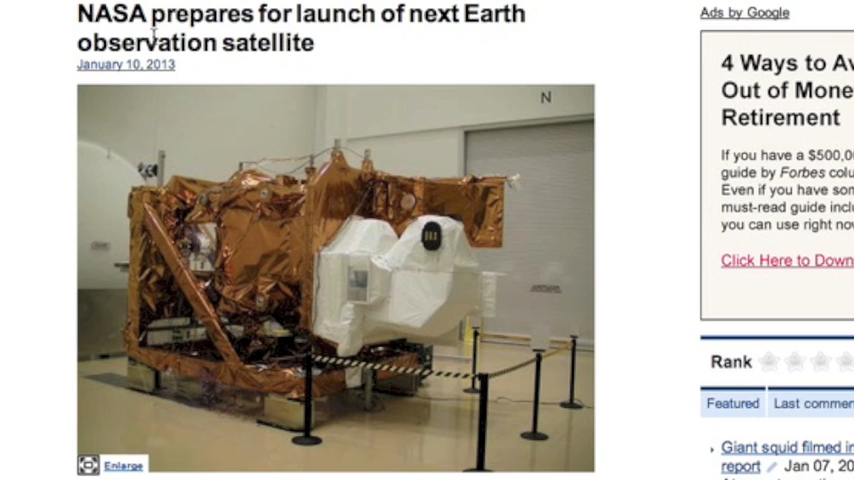 NASA prepares for launch of next Earth
observation satellite
January 10, 2013
N
Enlarge
Ads by Google
4 Ways to Av
Out of Mone
Retirement
If you have a $500,0
guide by Forbes colu
Even if you have som
must-read guide inclu
you can use right nov
Click Here to Down
Rank
Featured
Last commen
Giant squid filmed in
report
Jan 07, 20